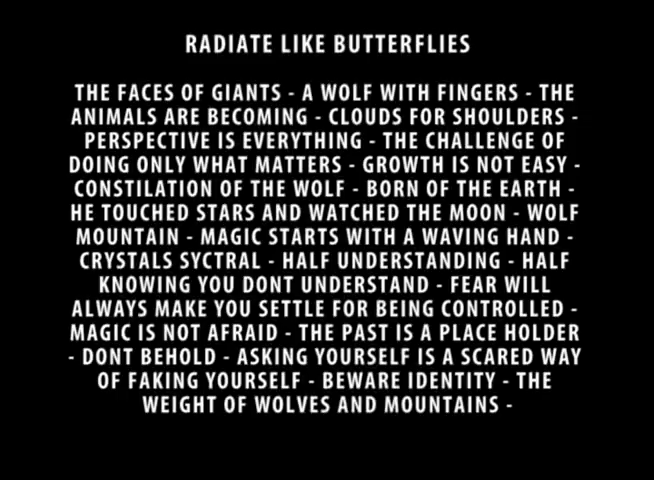 RADIATE LIKE BUTTERFLIES
THE FACES OF GIANTS - A WOLF WITH FINGERS - THE
ANIMALS ARE BECOMING - CLOUDS FOR SHOULDERS -
PERSPECTIVE IS EVERYTHING - THE CHALLENGE OF
DOING ONLY WHAT MATTERS - GROWTH IS NOT EASY -
CONSTILATION OF THE WOLF - BORN OF THE EARTH -
HE TOUCHED STARS AND WATCHED THE MOON - WOLF
MOUNTAIN - MAGIC STARTS WITH A WAVING HAND -
CRYSTALS SYCTRAL - HALF UNDERSTANDING - HALF
KNOWING YOU DONT UNDERSTAND - FEAR WILL
ALWAYS MAKE YOU SETTLE FOR BEING CONTROLLED -
MAGIC IS NOT AFRAID - THE PAST IS A PLACE HOLDER
- DONT BEHOLD - ASKING YOURSELF IS A SCARED WAY
OF FAKING YOURSELF - BEWARE IDENTITY - THE
WEIGHT OF WOLVES AND MOUNTAINS -